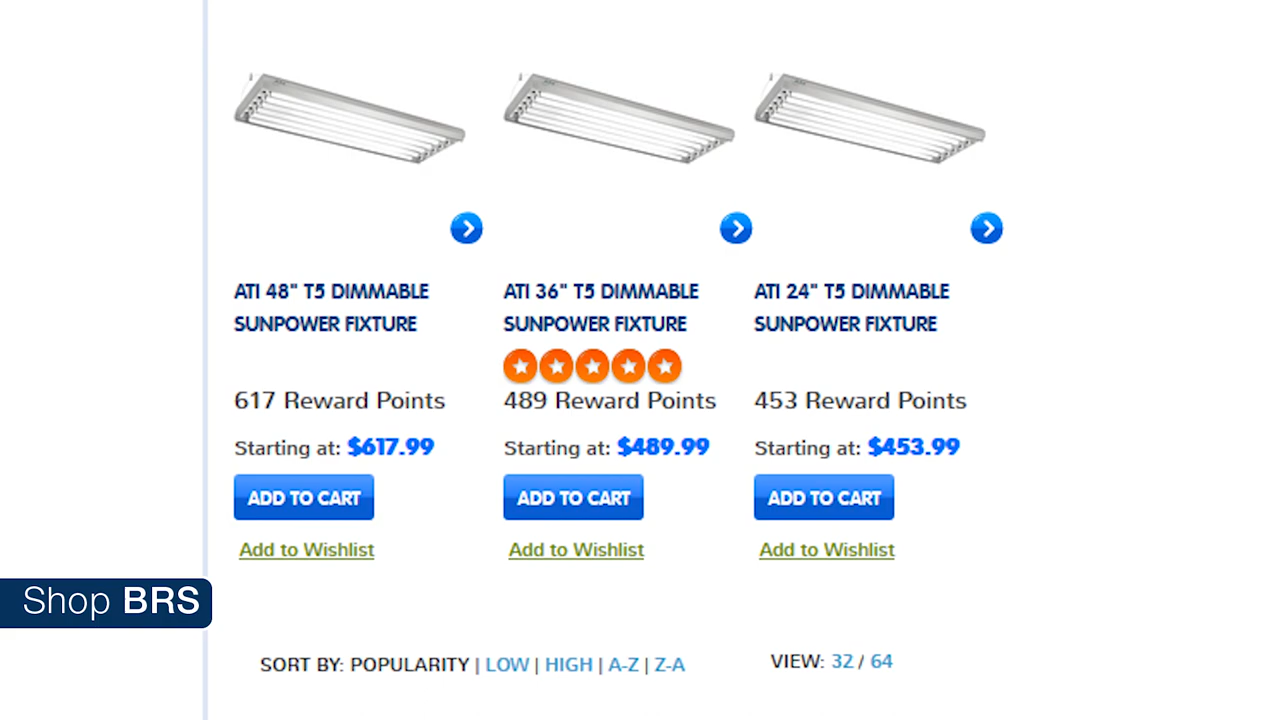 ATI 48" T5 DIMMABLE
SUNPOWER FIXTURE
617 Reward Points
Starting at: $617.99
ADD TO CART
Add to Wishlist
ATI 36" T5 DIMMABLE
SUNPOWER FIXTURE
489 Reward Points
Starting at: $489.99
ADD TO CART
Add to Wishlist
ATI 24" T5 DIMMABLE
SUNPOWER FIXTURE
453 Reward Points
Starting at: $453.99
ADD TO CART
Add to Wishlist
Shop BRS
SORT BY: POPULARITY | LOW | HIGH | A-Z | Z-A
VIEW: 32 / 64